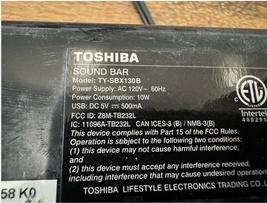 TOSHIBA
SOUND BAR
Model: TY-SBX130B
Power Supply: AC 120V~ 60Hz
Power Consumption: 10W
USB: DC 5V ⎓ 500mA
FCC ID: Z8M-TB232L
IC: 11096A-TB232L CAN ICES-3 (B) / NMB-3(B)
This device complies with Part 15 of the FCC Rules.
Operation is subject to the following two conditions:
(1) this device may not cause harmful interference,
and
(2) this device must accept any interference received,
including interference that may cause undesired operation
TOSHIBA LIFESTYLE ELECTRONICS TRADING CO.,
ETL
Intertek
400295
58 K0